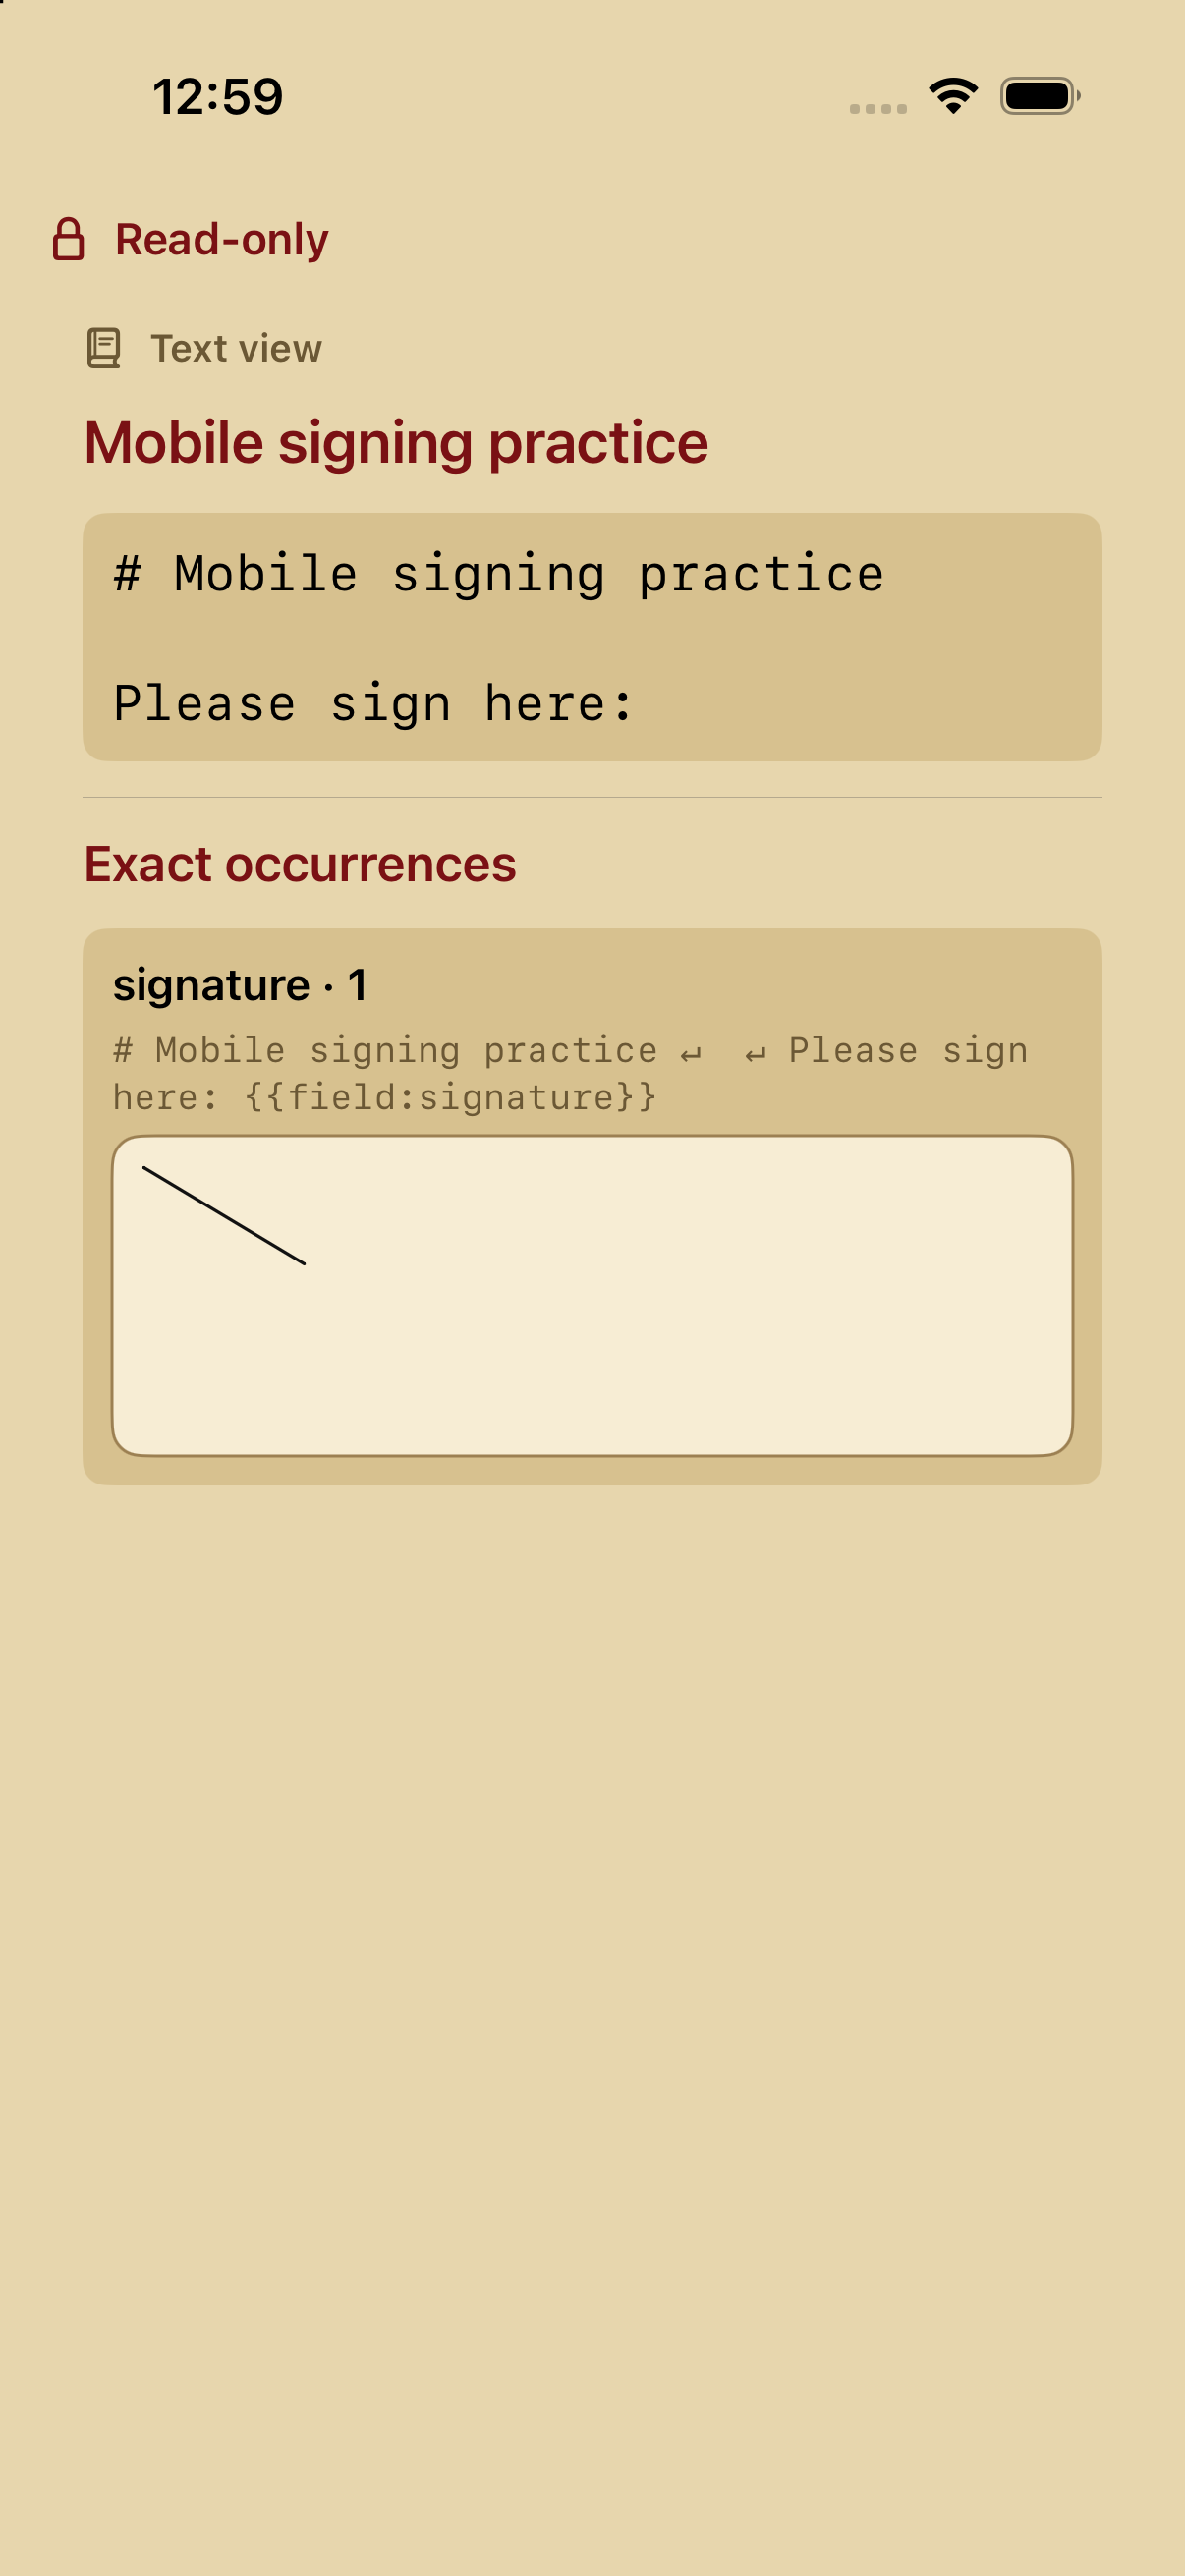 12:59
Read-only
Text view
Mobile signing practice
# Mobile signing practice
Please sign here:
Exact occurrences
signature · 1
# Mobile signing practice ↵  ↵ Please sign
here: {{field:signature}}